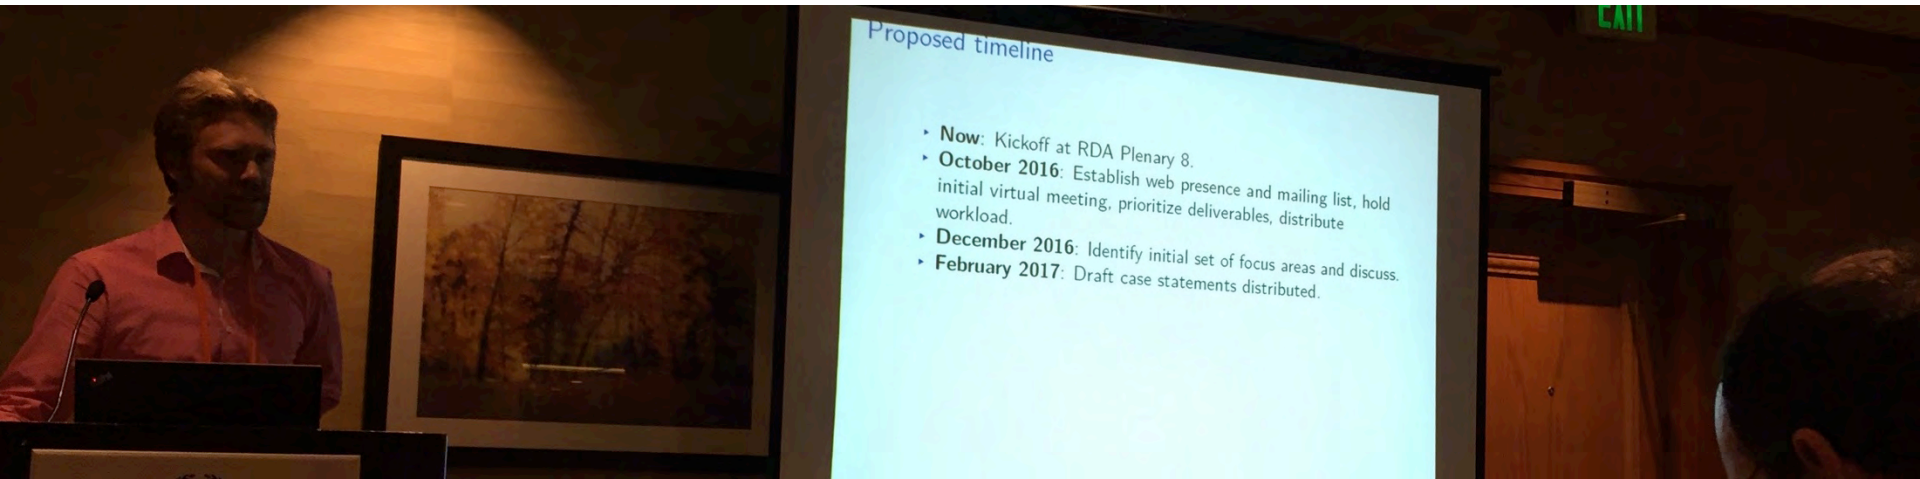 Proposed timeline
Now: Kickoff at RDA Plenary 8.
October 2016: Establish web presence and mailing list, hold
initial virtual meeting, prioritize deliverables, distribute
workload.
December 2016: Identify initial set of focus areas and discuss.
February 2017: Draft case statements distributed.
EXIT